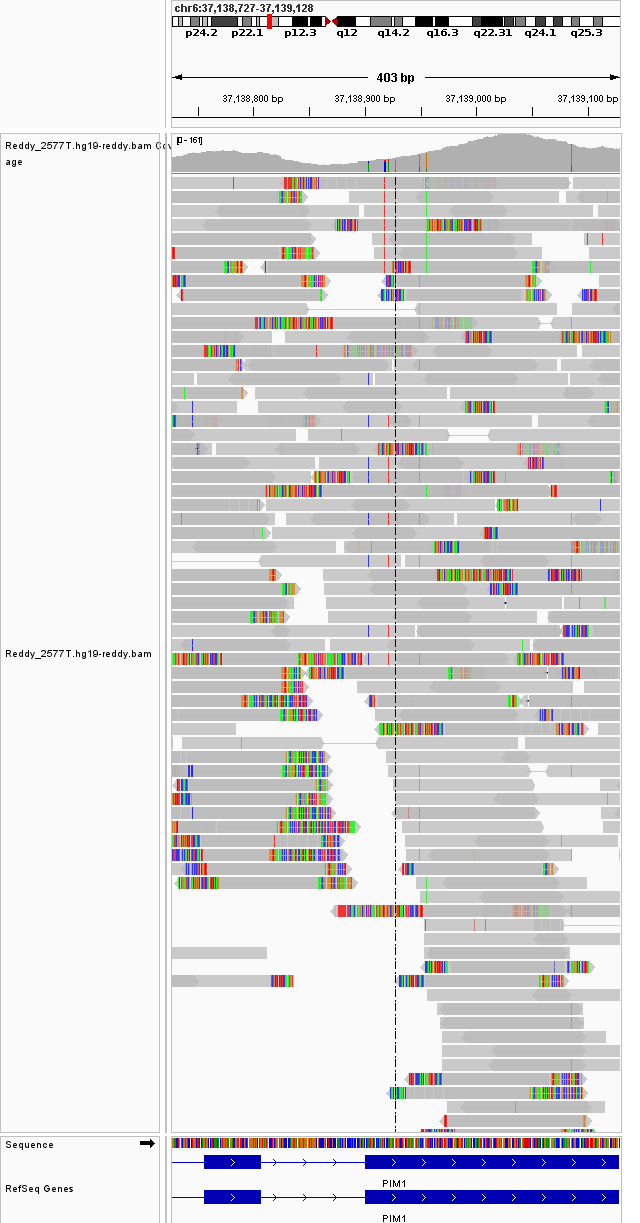 chr6:37,138,727-37,139,128
p24.2 p22.1 p12.3 q12 q14.2 q16.3 q22.31 q24.1 q25.3
403 bp
37,138,800 bp 37,138,900 bp 37,139,000 bp 37,139,100 bp
Reddy_2577T.hg19-reddy.bam Cov
age
[0 - 161]
Reddy_2577T.hg19-reddy.bam
Sequence
PIM1
RefSeq Genes
PIM1